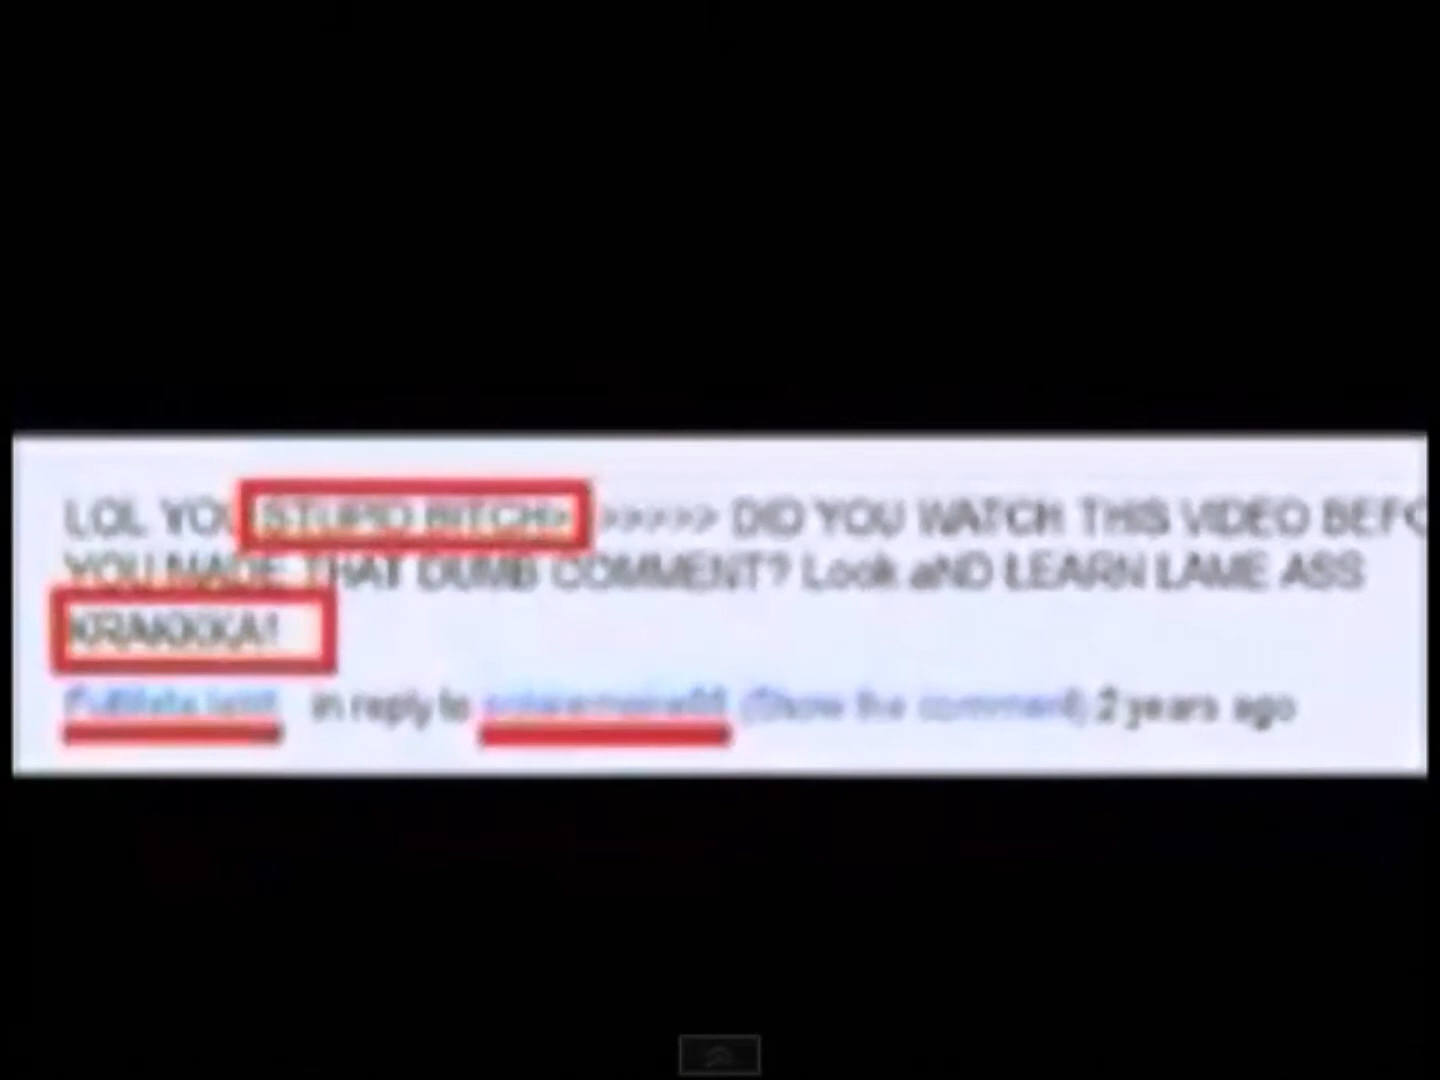 LOL YOU STUPID BITCH> >>>>> DID YOU WATCH THIS VIDEO BEFO
YOU MADE THAT DUMB COMMENT? Look aND LEARN LAME ASS
KRAKKKA!
in reply to (Show the comment) 2 years ago